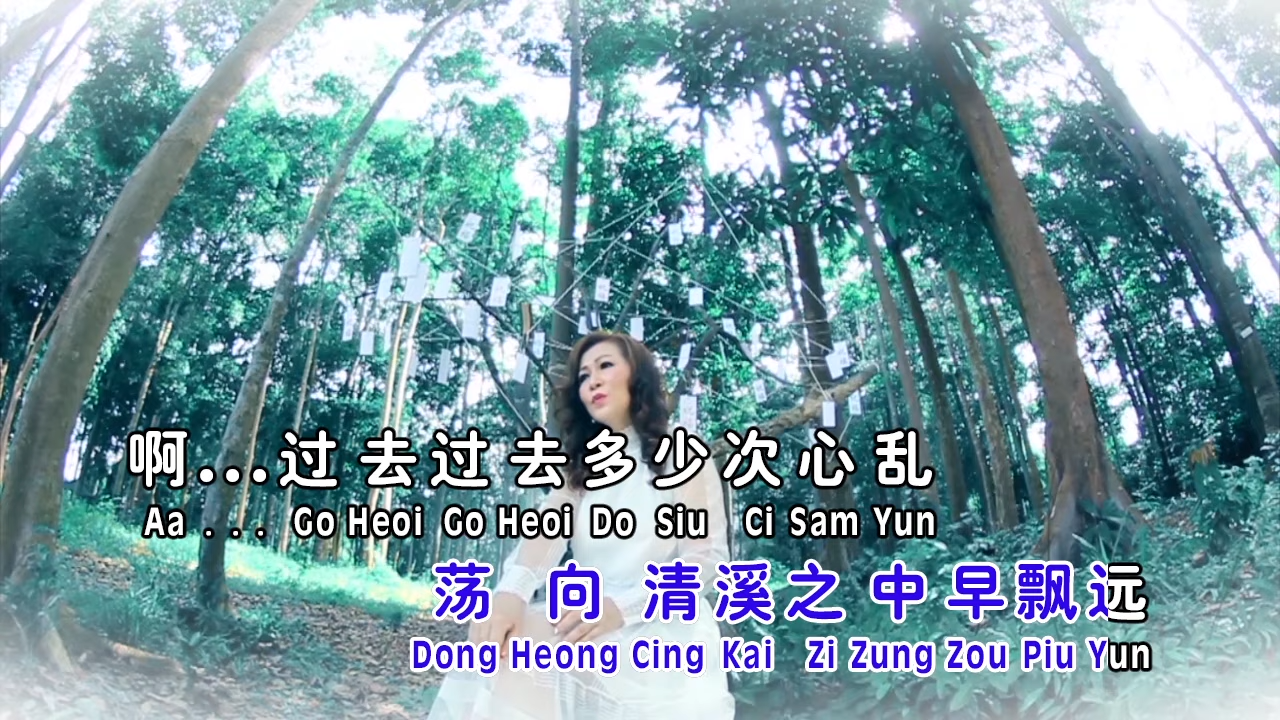 啊...过去过去多少次心乱
Aa . . . Go Heoi Go Heoi Do Siu Ci Sam Yun
荡 向 清溪之中早飘远
Dong Heong Cing Kai Zi Zung Zou Piu Yun